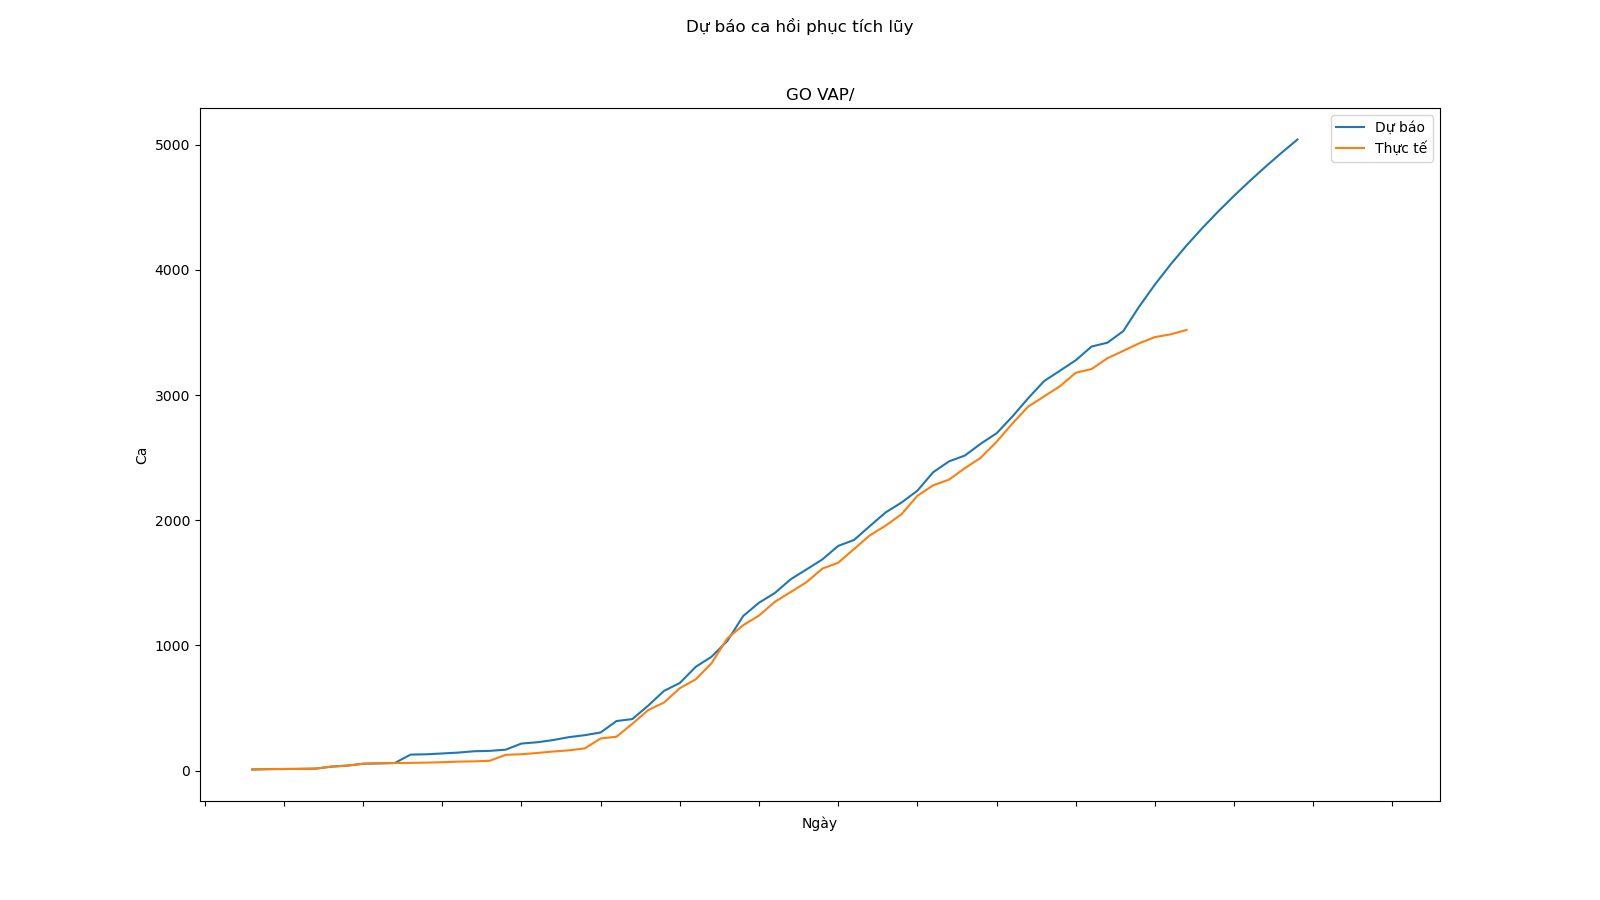 Dự báo ca hồi phục tích lũy
GO VAP/
Dự báo
Thực tế
5000
4000
3000
2000
1000
0
Ca
Ngày